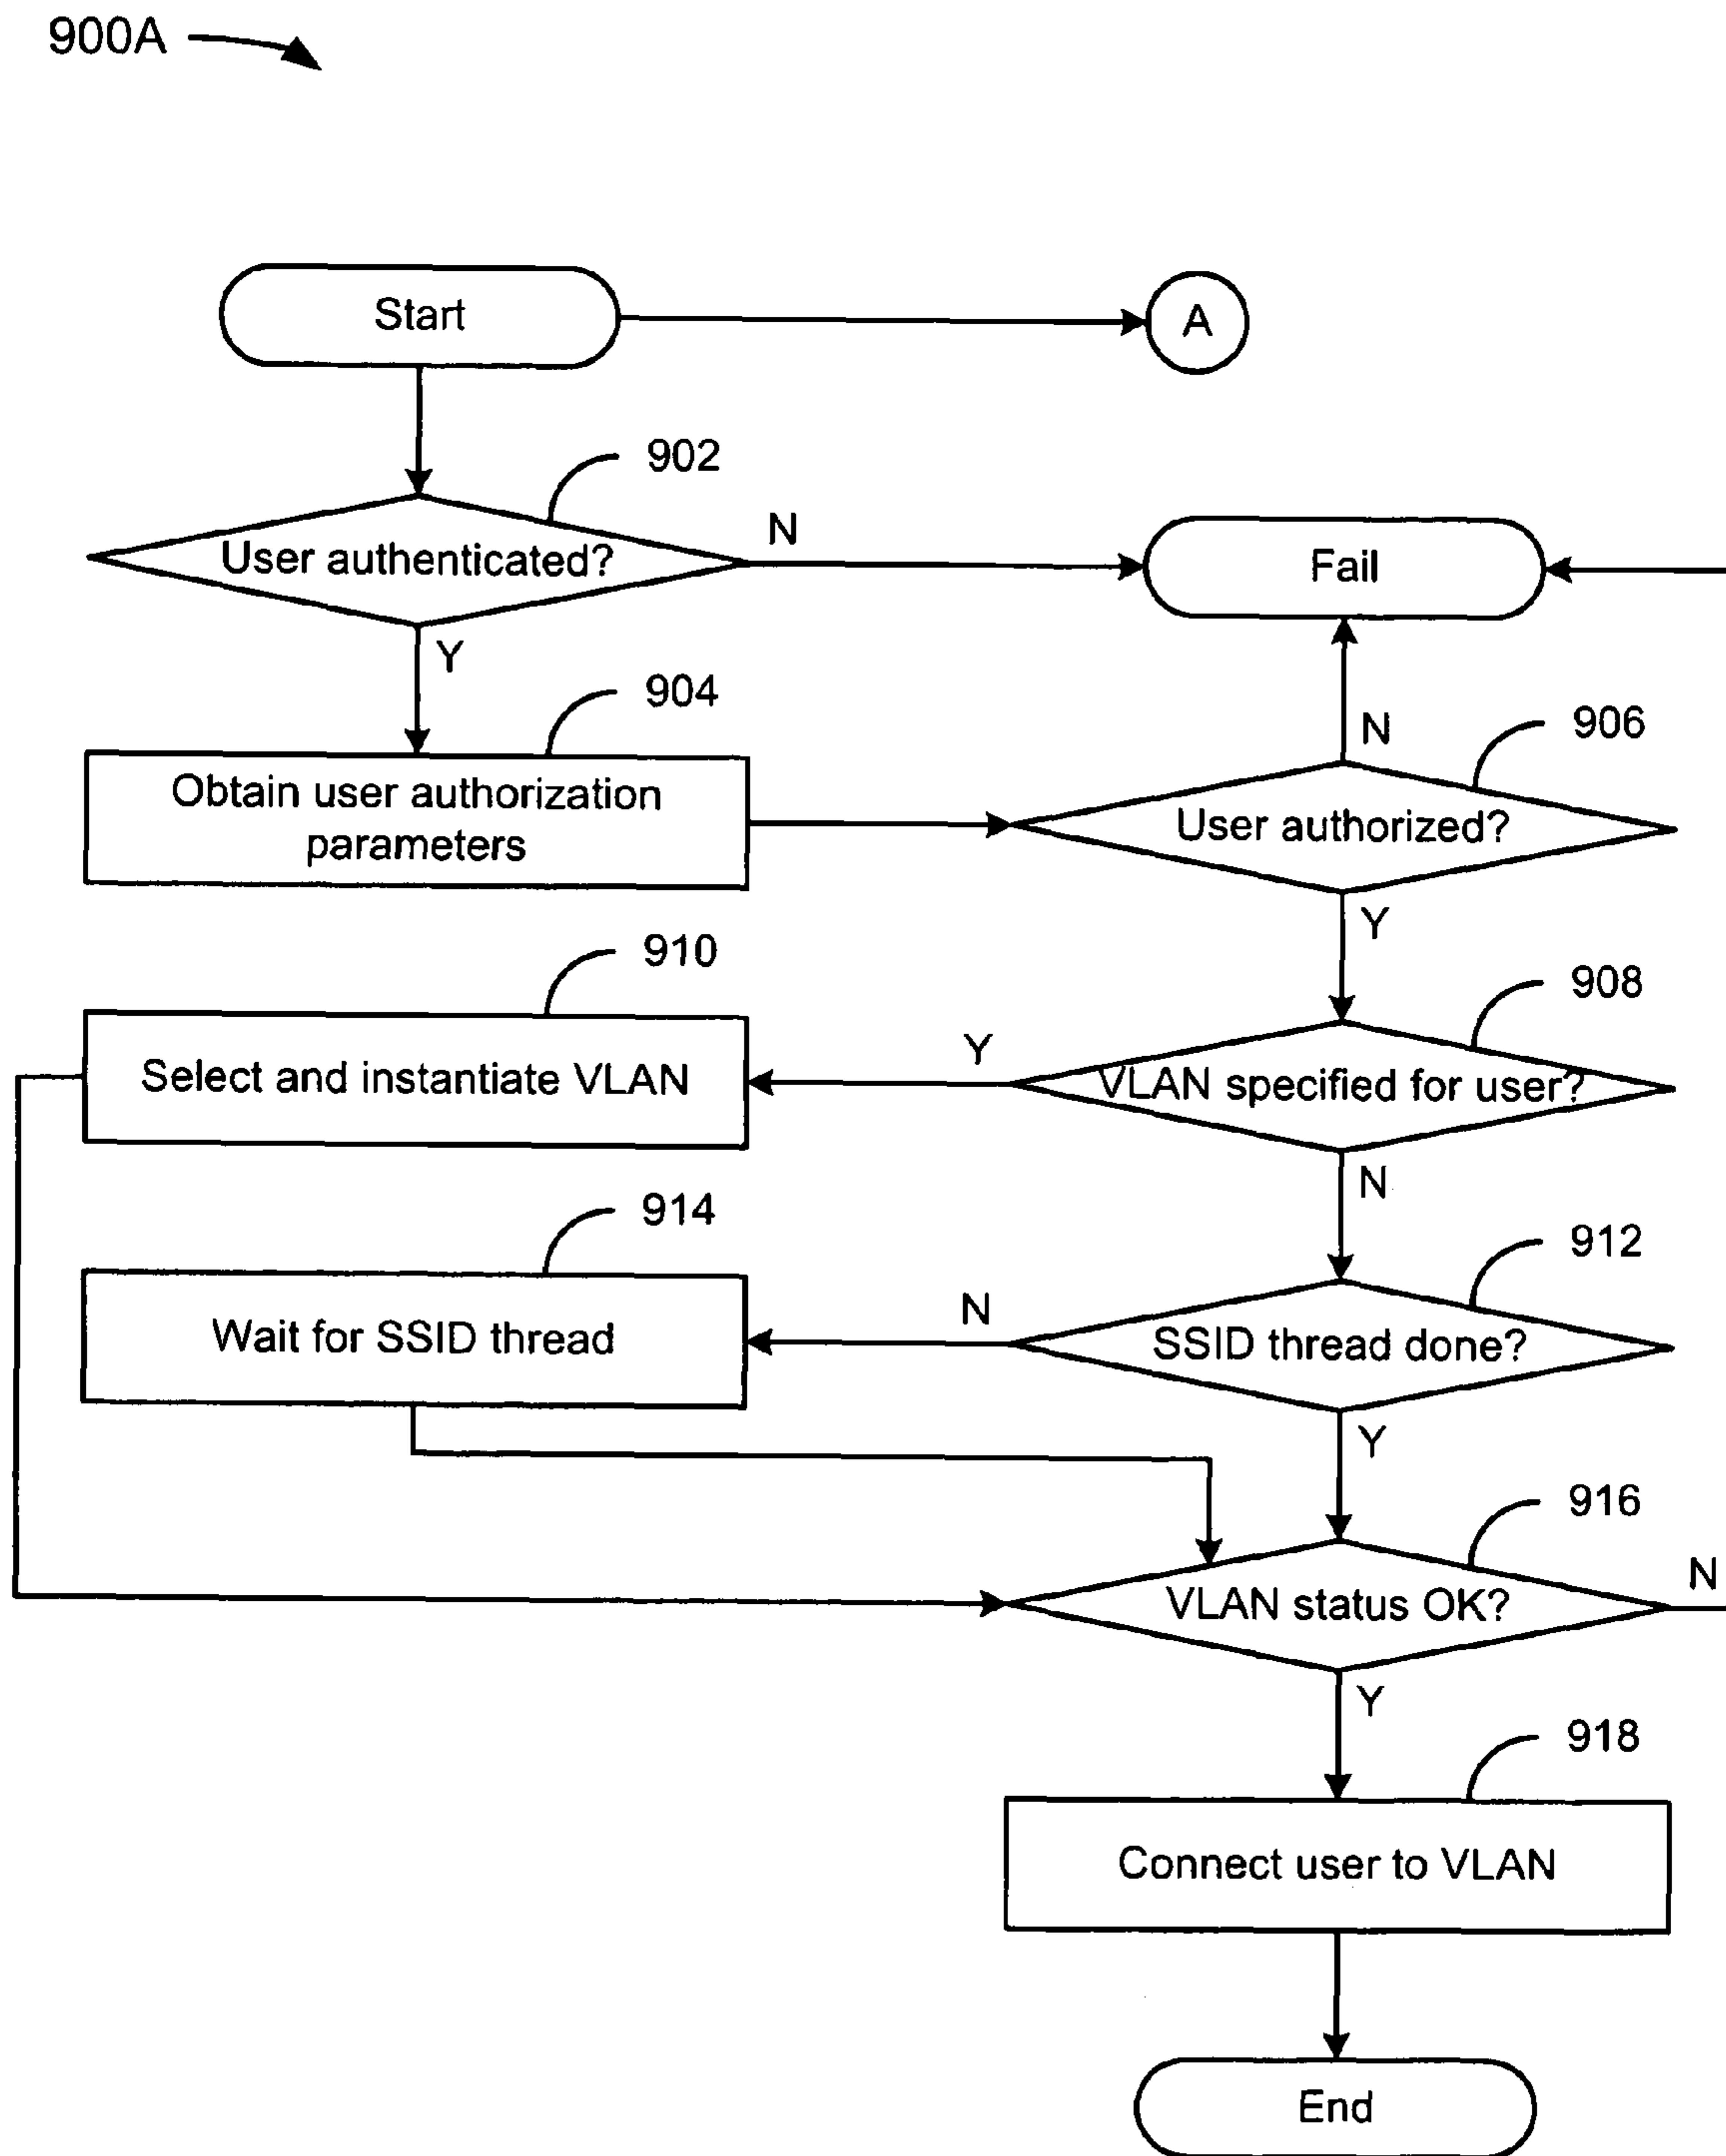 900A
Start
A
902
User authenticated?
N
Fail
Y
904
Obtain user authorization
parameters
N
906
User authorized?
Y
910
Select and instantiate VLAN
Y
908
VLAN specified for user?
N
914
Wait for SSID thread
N
912
SSID thread done?
Y
916
VLAN status OK?
N
Y
918
Connect user to VLAN
End